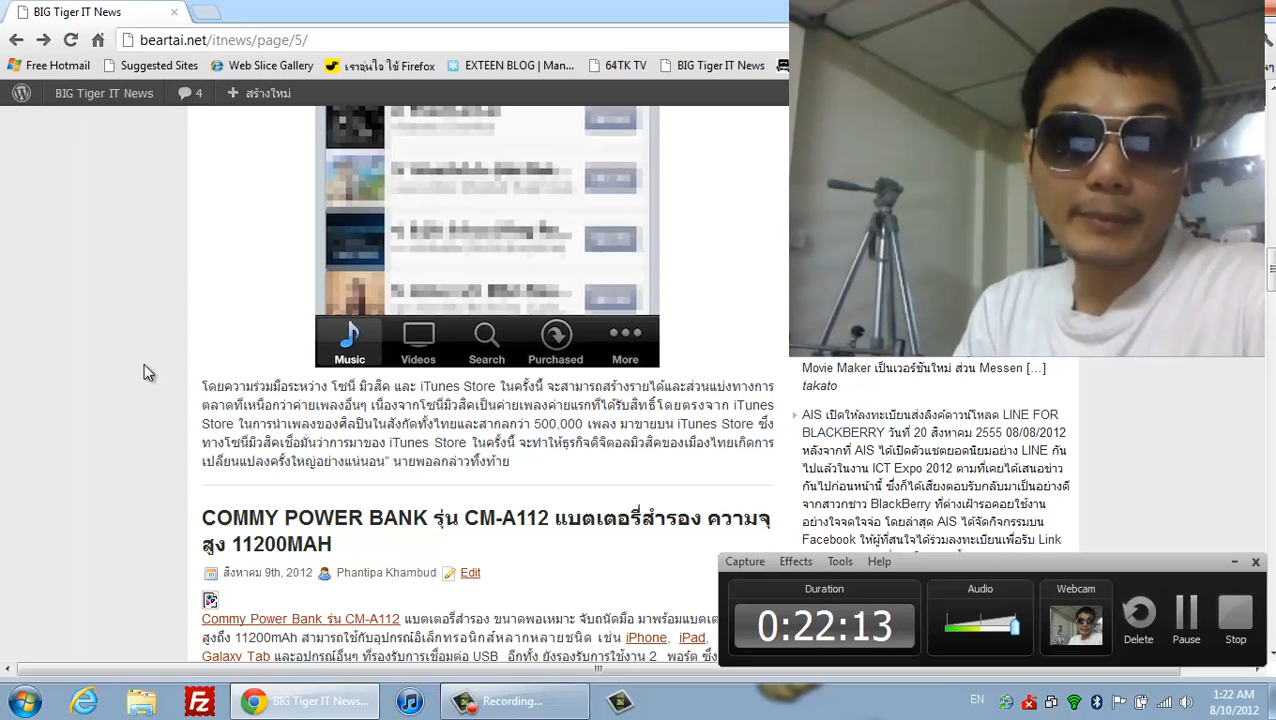 BIG Tiger IT News
beartai.net/itnews/page/5/
Free Hotmail Suggested Sites Web Slice Gallery เราอุ่นใจ ใช้ Firefox EXTEEN BLOG | Man... 64TK TV BIG Tiger IT News
BIG Tiger IT News 4 + สร้างใหม่
Music Videos Search Purchased More
โดยความร่วมมือระหว่าง โซนี่ มิวสิค และ iTunes Store ในครั้งนี้ จะสามารถสร้างรายได้และส่วนแบ่งทางการ
ตลาดที่เหนือกว่าค่ายเพลงอื่นๆ เนื่องจากโซนี่มิวสิคเป็นค่ายเพลงค่ายแรกที่ได้รับสิทธิ์โดยตรงจาก iTunes
Store ในการนำเพลงของศิลปินในสังกัดทั้งไทยและสากลกว่า 500,000 เพลง มาขายบน iTunes Store ซึ่ง
ทางโซนี่มิวสิคเชื่อมั่นว่าการมาของ iTunes Store ในครั้งนี้ จะทำให้ธุรกิจดิจิตอลมิวสิคของเมืองไทยเกิดการ
เปลี่ยนแปลงครั้งใหญ่อย่างแน่นอน" นายพอลกล่าวทิ้งท้าย
COMMY POWER BANK รุ่น CM-A112 แบตเตอรี่สำรอง ความจุ
สูง 11200MAH
สิงหาคม 9th, 2012 Phantipa Khambud Edit
Commy Power Bank รุ่น CM-A112 แบตเตอรี่สำรอง ขนาดพอเหมาะ จับถนัดมือ มาพร้อมแบตเต
สูงถึง 11200mAh สามารถใช้กับอุปกรณ์อิเล็กทรอนิกส์หลากหลายชนิด เช่น iPhone, iPad,
Galaxy Tab และอุปกรณ์อื่นๆ ที่รองรับการเชื่อมต่อ USB อีกทั้ง ยังรองรับการใช้งาน 2 พอร์ต ซึ่ง
Movie Maker เป็นเวอร์ชันใหม่ ส่วน Messen [...]
takato
AIS เปิดให้ลงทะเบียนส่งลิงค์ดาวน์โหลด LINE FOR
BLACKBERRY วันที่ 20 สิงหาคม 2555 08/08/2012
หลังจากที่ AIS ได้เปิดตัวแชตยอดนิยมอย่าง LINE กัน
ไปแล้วในงาน ICT Expo 2012 ตามที่เคยได้เสนอข่าว
กันไปก่อนหน้านี้ ซึ่งก็ได้เสียงตอบรับกลับมาเป็นอย่างดี
จากสาวกชาว BlackBerry ที่ต่างเฝ้ารอคอยใช้งาน
อย่างใจจดใจจ่อ โดยล่าสุด AIS ได้จัดกิจกรรมบน
Facebook ให้ผู้ที่สนใจได้ร่วมลงทะเบียนเพื่อรับ Link
Capture Effects Tools Help
Duration Audio Webcam
0:22:13
Delete Pause Stop
BIG Tiger IT News... Recording... EN
1:22 AM
8/10/2012